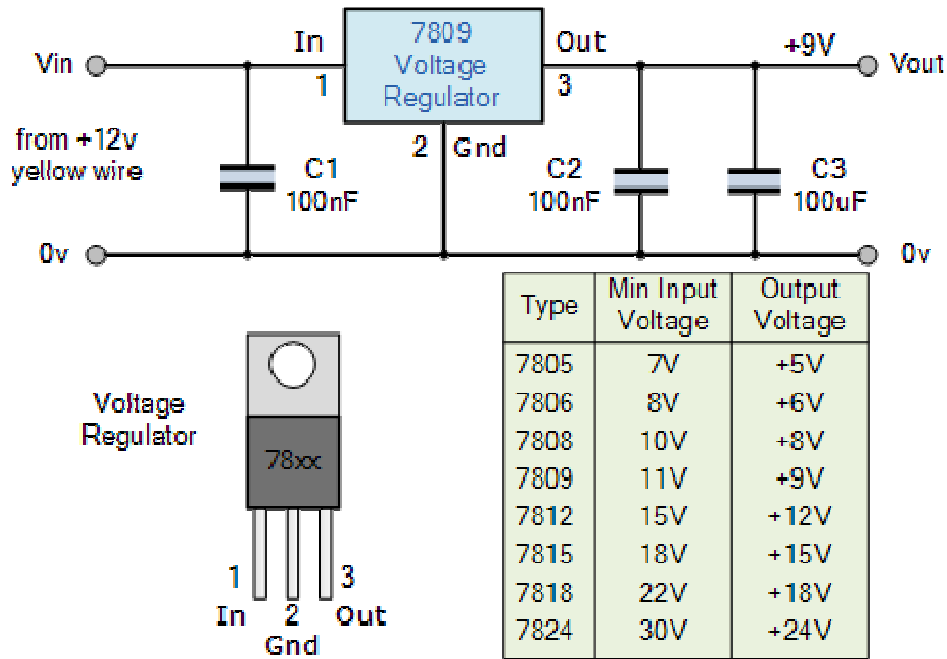 7809
Voltage
Regulator
In
1
Out
3
+9V
Vin
Vout
from +12v
yellow wire
2 Gnd
C1
100nF
C2
100nF
C3
100uF
0v
0v
Type Min Input Voltage Output Voltage
7805 7V +5V
7806 8V +6V
7808 10V +8V
7809 11V +9V
7812 15V +12V
7815 18V +15V
7818 22V +18V
7824 30V +24V
Voltage
Regulator
78xx
1 2 3
In Gnd Out